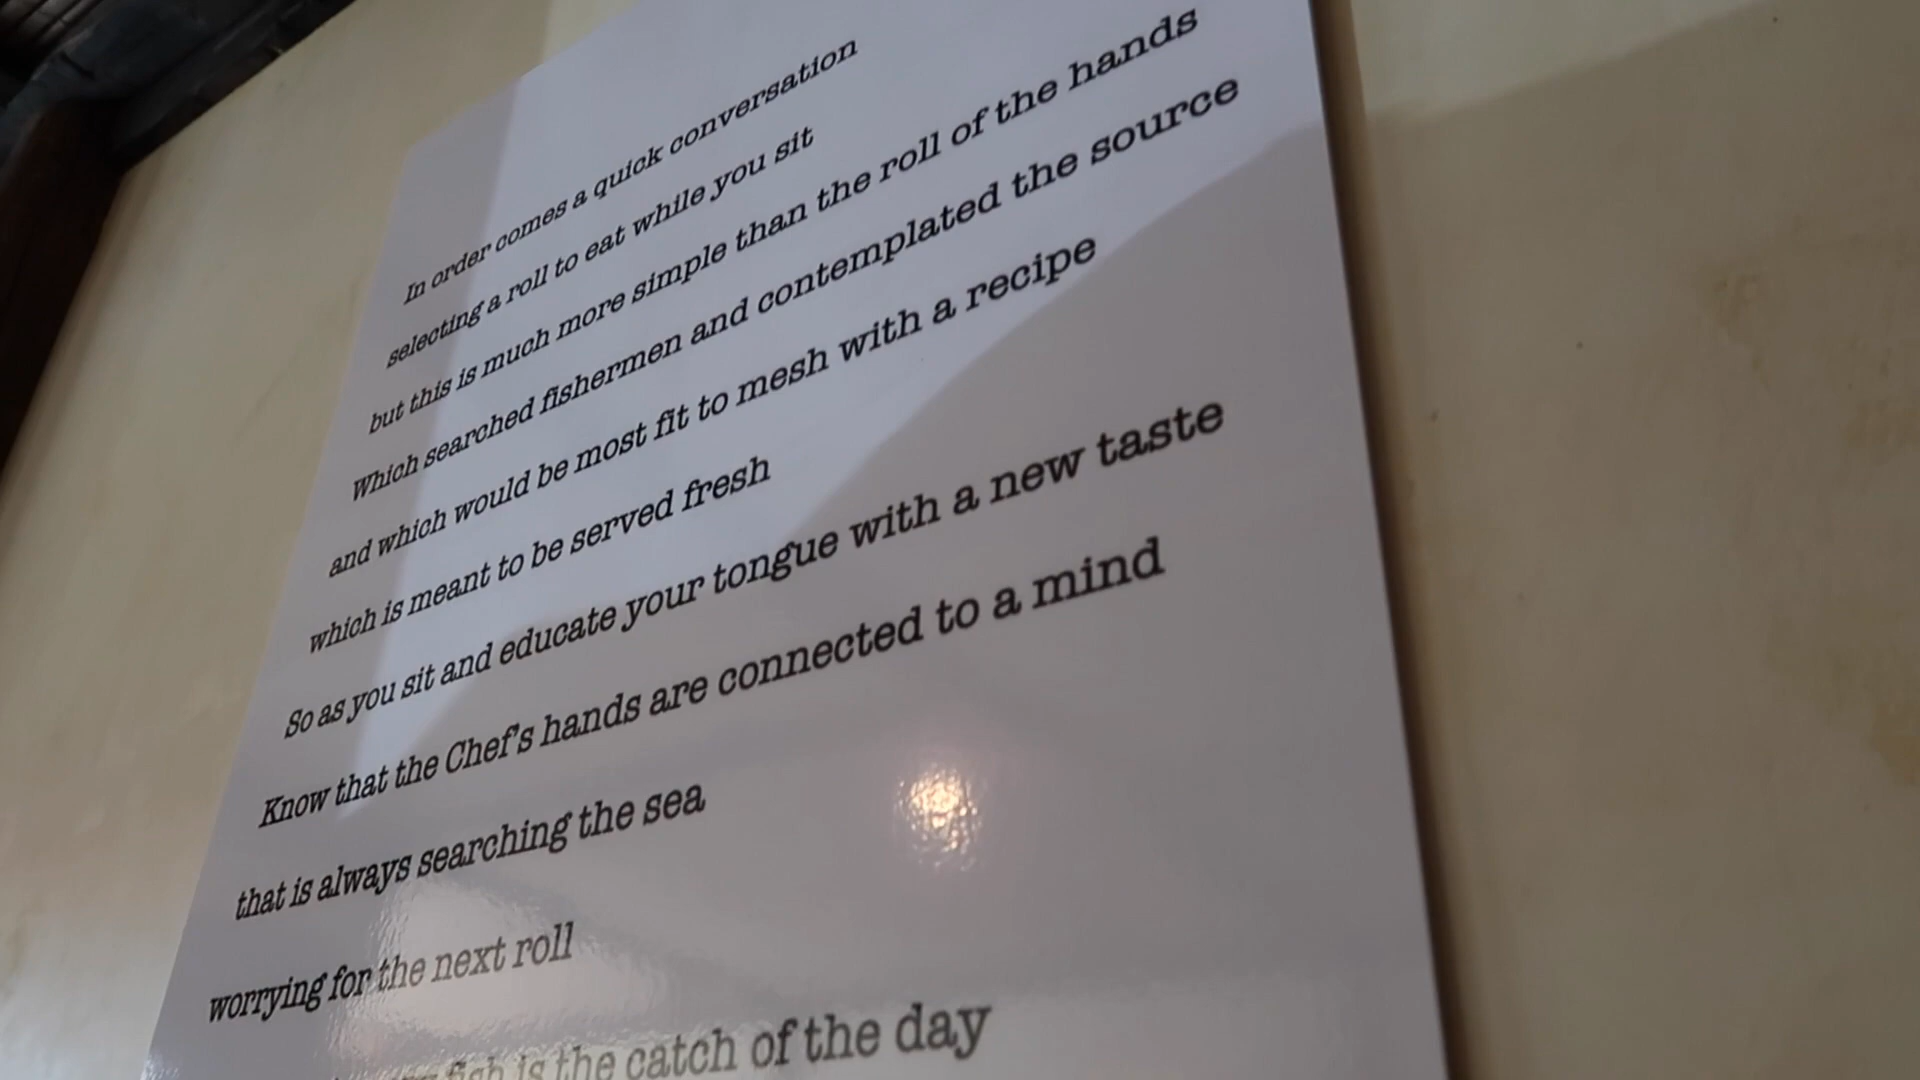 In order comes a quick conversation
selecting a roll to eat while you sit
but this is much more simple than the roll of the hands
Which searched fishermen and contemplated the source
and which would be most fit to mesh with a recipe
which is meant to be served fresh
So as you sit and educate your tongue with a new taste
Know that the Chef's hands are connected to a mind
that is always searching the sea
worrying for the next roll
fish is the catch of the day